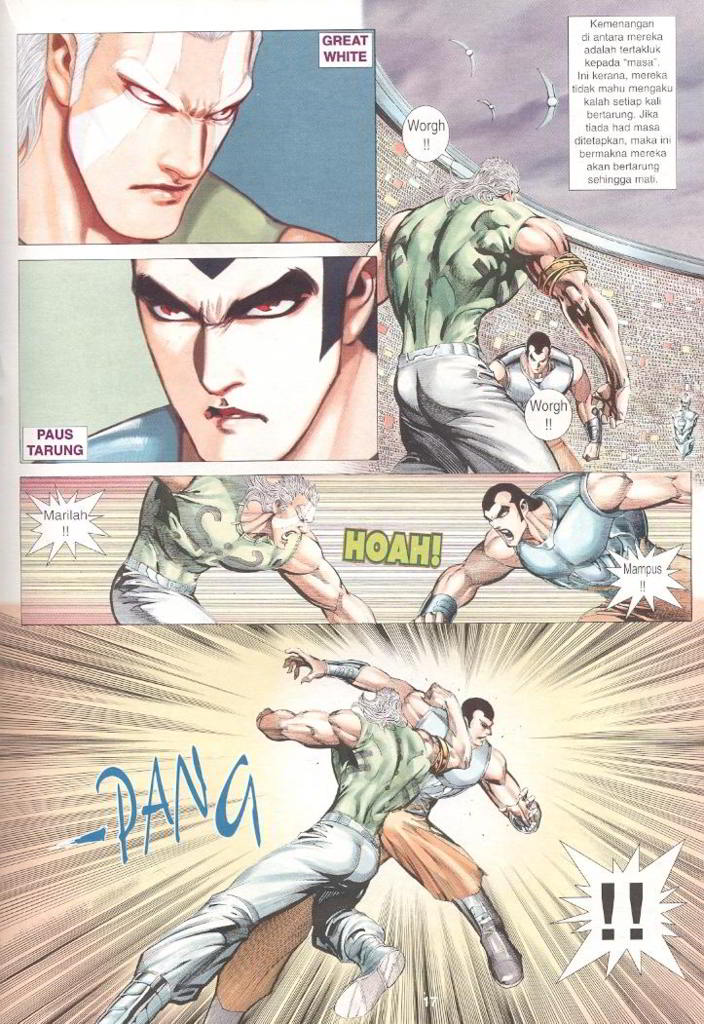 GREAT
WHITE
Kemenangan
di antara mereka
adalah tertakluk
kepada "masa".
Ini kerana, mereka
tidak mahu mengaku
kalah setiap kali
bertarung. Jika
tiada had masa
ditetapkan, maka ini
bermakna mereka
akan bertarung
sehingga mati.
Worgh
!!
PAUS
TARUNG
Worgh
!!
Marilah
!!
HOAH!
Mampus
!!
PANG
!!
17